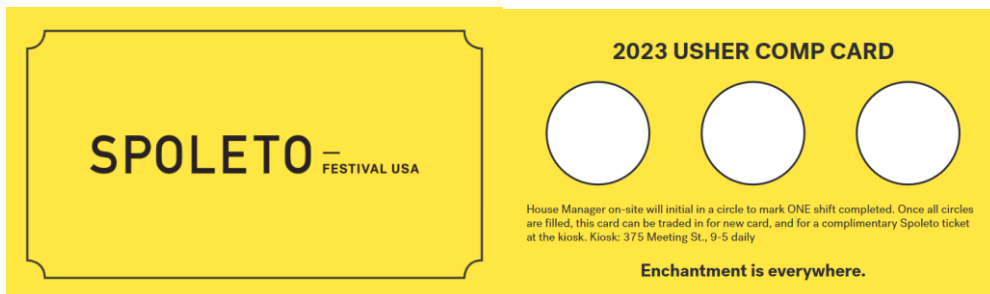 SPOLETO
FESTIVAL USA
2023 USHER COMP CARD
House Manager on-site will initial in a circle to mark ONE shift completed. Once all circles
are filled, this card can be traded in for new card, and for a complimentary Spoleto ticket
at the kiosk. Kiosk: 375 Meeting St., 9-5 daily
Enchantment is everywhere.